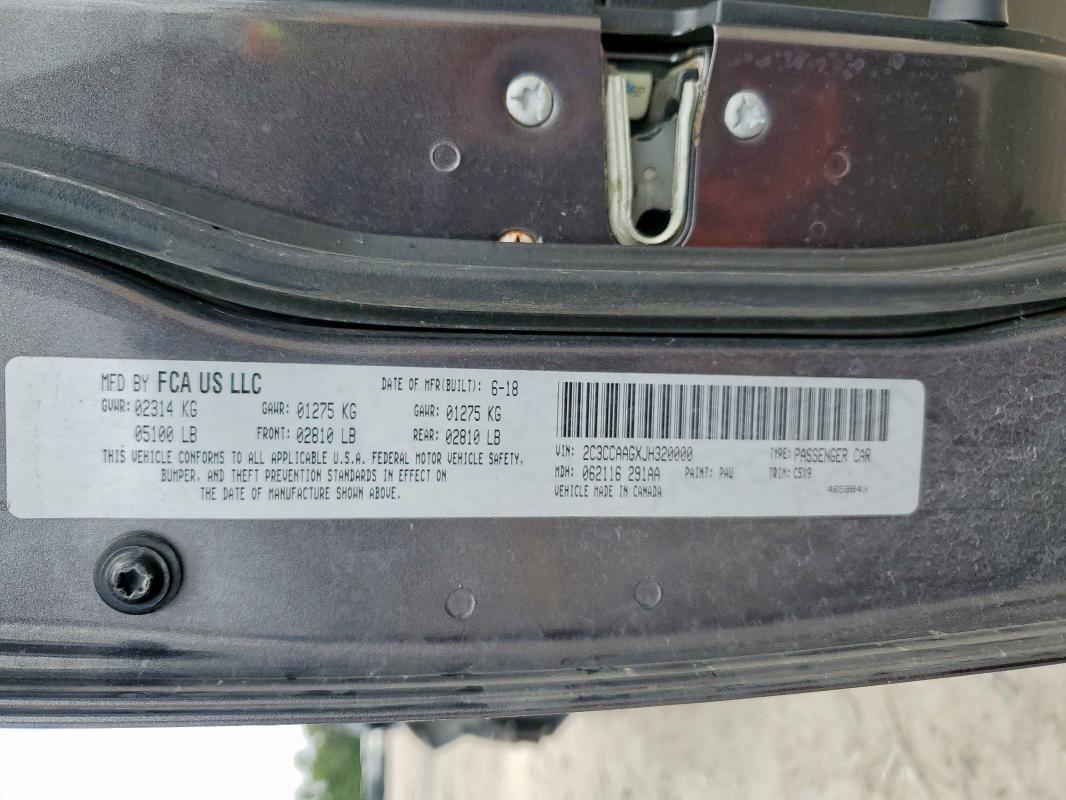 MFD BY FCA US LLC DATE OF MFR(BUILT): 6-18
GVWR: 02314 KG GAWR: 01275 KG GAWR: 01275 KG
05100 LB FRONT: 02810 LB REAR: 02810 LB
THIS VEHICLE CONFORMS TO ALL APPLICABLE U.S.A. FEDERAL MOTOR VEHICLE SAFETY,
BUMPER, AND THEFT PREVENTION STANDARDS IN EFFECT ON
THE DATE OF MANUFACTURE SHOWN ABOVE.
VIN: 2C3CCAAGXJH320000 TYPE: PASSENGER CAR
MDH: 062116 291AA PAINT: PAU TRIM: C5X9
VEHICLE MADE IN CANADA 4658843